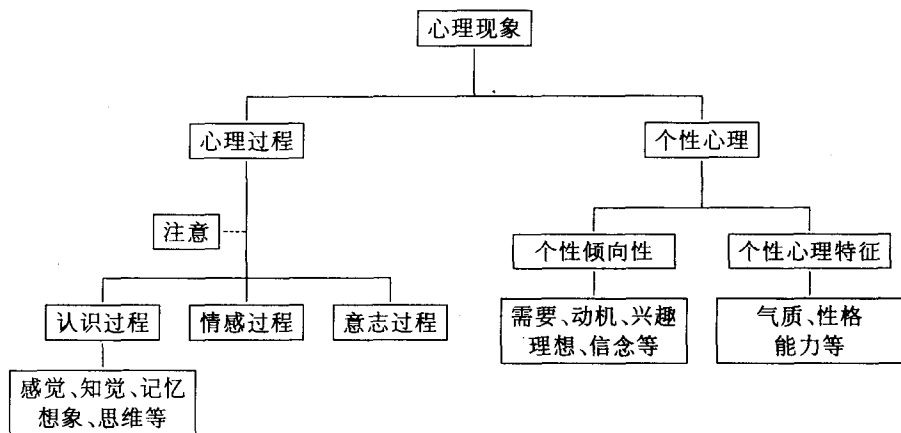 心理现象
心理过程
个性心理
注意
个性倾向性
个性心理特征
认识过程
情感过程
意志过程
需要、动机、兴趣
理想、信念等
气质、性格
能力等
感觉、知觉、记忆
想象、思维等